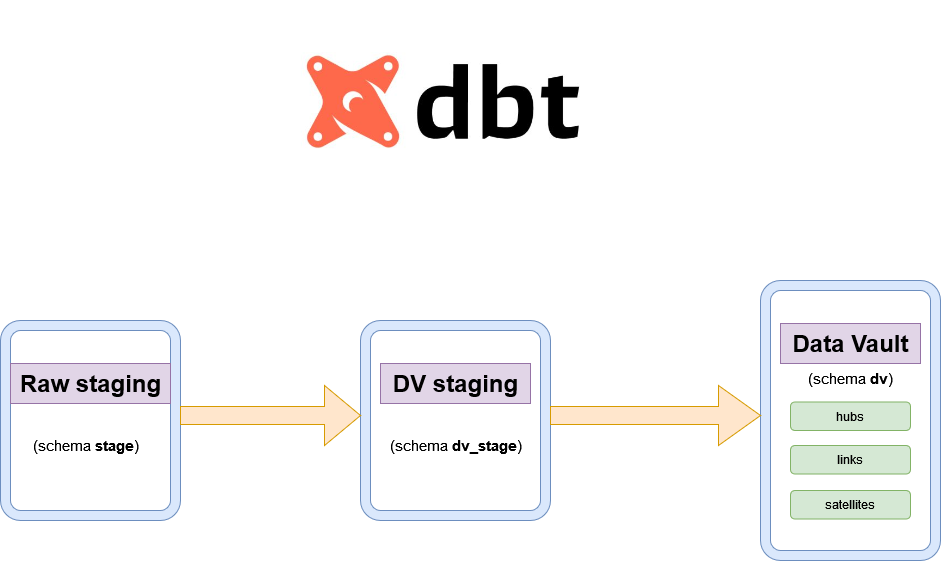 dbt
Raw staging
(schema stage)
DV staging
(schema dv_stage)
Data Vault
(schema dv)
hubs
links
satellites